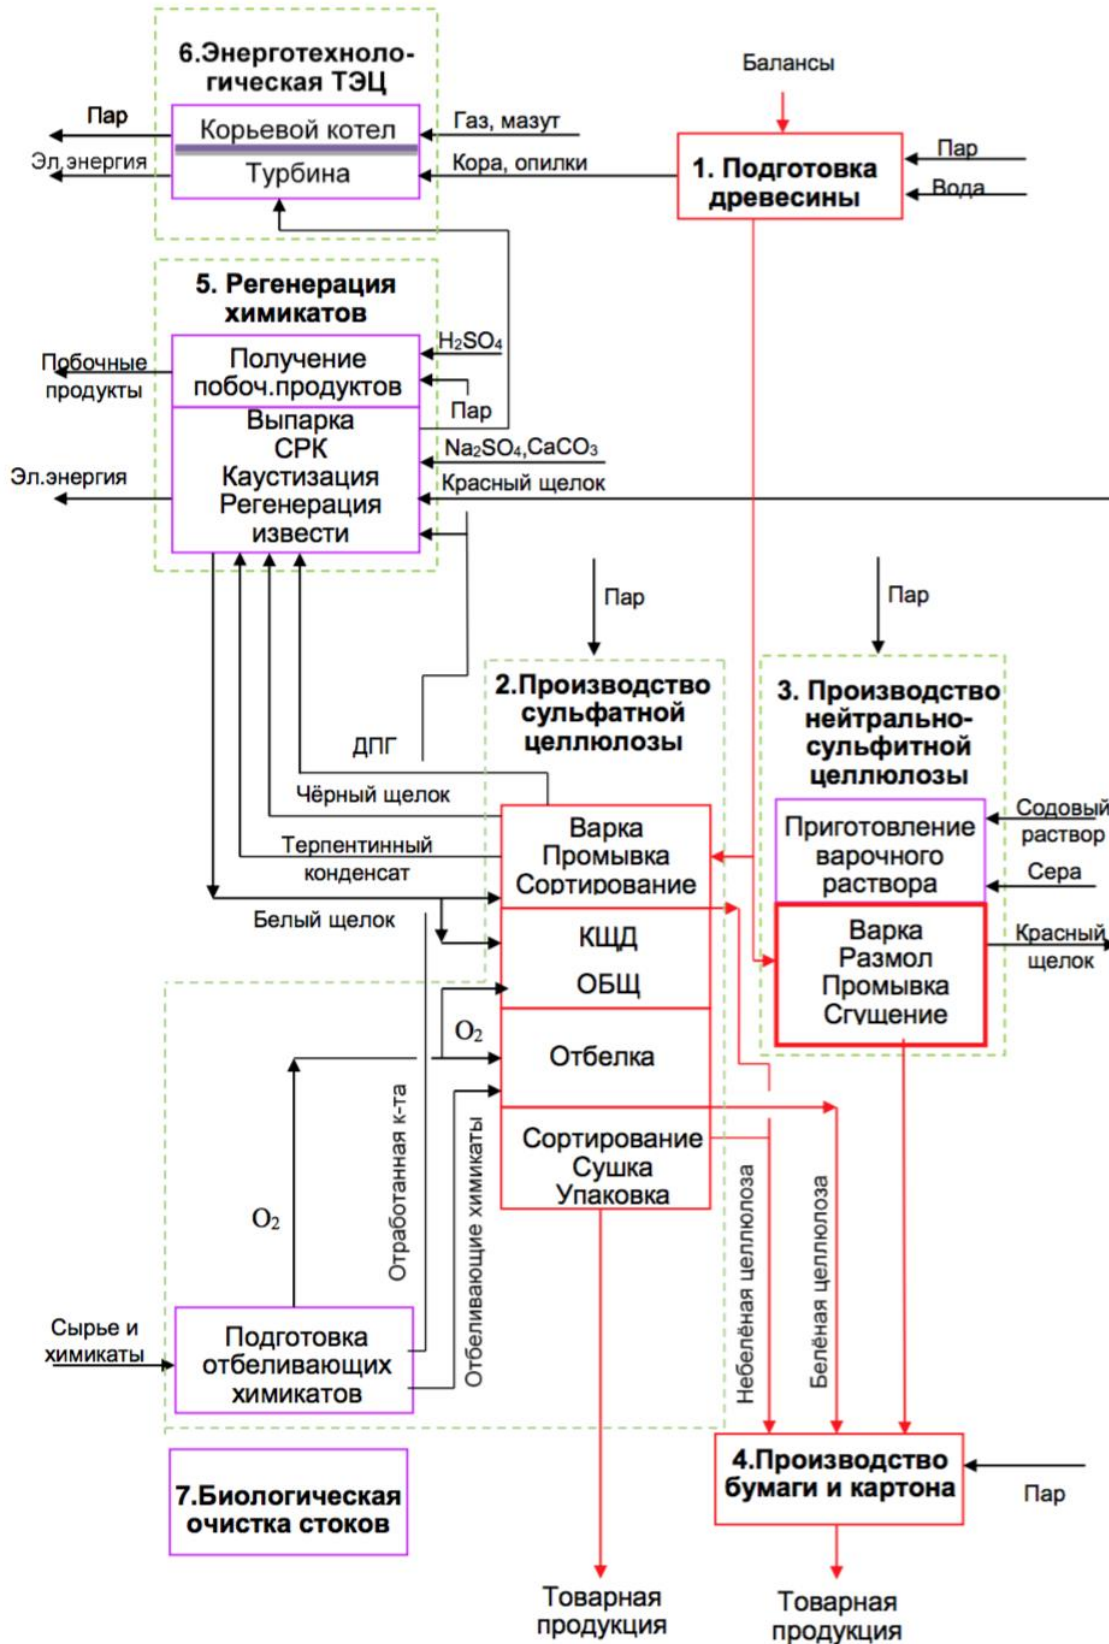 6.Энерготехноло-
гическая ТЭЦ
Корьевой котел
Турбина
Пар
Эл.энергия
Газ, мазут
Кора, опилки
Балансы
1. Подготовка
древесины
Пар
Вода
5. Регенерация
химикатов
Получение
побоч.продуктов
Выпарка
СРК
Каустизация
Регенерация
извести
Побочные
продукты
Эл.энергия
H₂SO₄
Пар
Na₂SO₄,CaCO₃
Красный щелок
Пар
Пар
2.Производство
сульфатной
целлюлозы
3. Производство
нейтрально-
сульфитной
целлюлозы
ДПГ
Чёрный щелок
Терпентинный
конденсат
Белый щелок
Варка
Промывка
Сортирование
КЩД
ОБЩ
Отбелка
Сортирование
Сушка
Упаковка
Приготовление
варочного
раствора
Варка
Размол
Промывка
Сгущение
Содовый
раствор
Сера
Красный
щелок
O₂
O₂
Отработанная к-та
Отбеливающие химикаты
Небелёная целлюлоза
Белёная целлюлоза
Сырье и
химикаты
Подготовка
отбеливающих
химикатов
7.Биологическая
очистка стоков
4.Производство
бумаги и картона
Пар
Товарная
продукция
Товарная
продукция